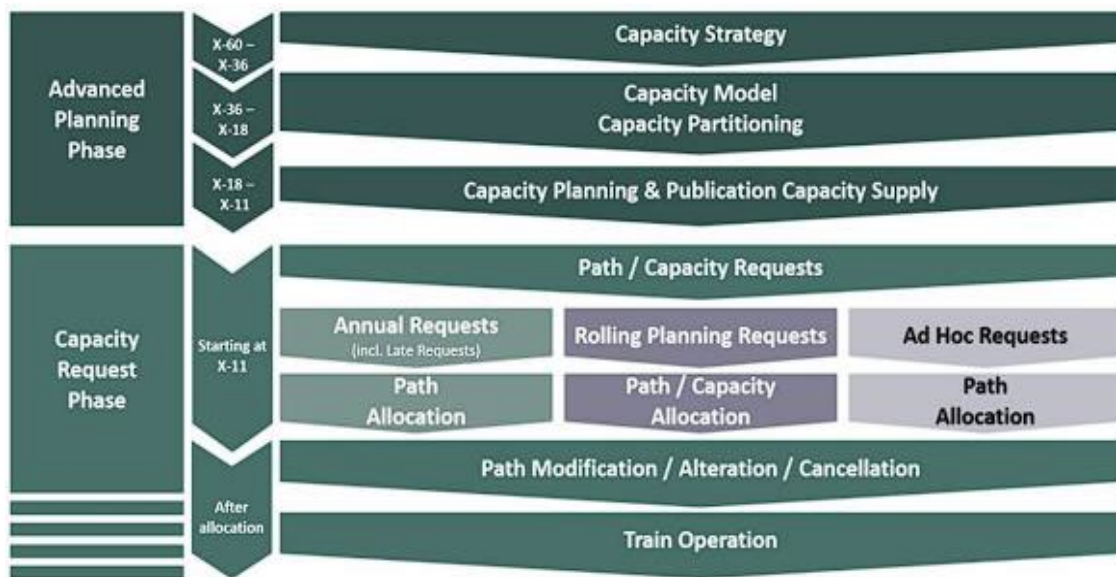 Advanced
Planning
Phase
X-60 –
X-36
Capacity Strategy
X-36 –
X-18
Capacity Model
Capacity Partitioning
X-18 –
X-11
Capacity Planning & Publication Capacity Supply
Capacity
Request
Phase
Starting at
X-11
Path / Capacity Requests
Annual Requests
(incl. Late Requests)
Rolling Planning Requests
Ad Hoc Requests
Path
Allocation
Path / Capacity
Allocation
Path
Allocation
After
allocation
Path Modification / Alteration / Cancellation
Train Operation